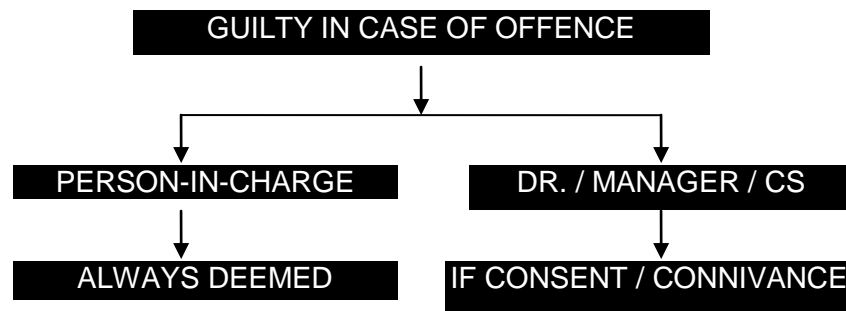 GUILTY IN CASE OF OFFENCE
PERSON-IN-CHARGE
DR. / MANAGER / CS
ALWAYS DEEMED
IF CONSENT / CONNIVANCE